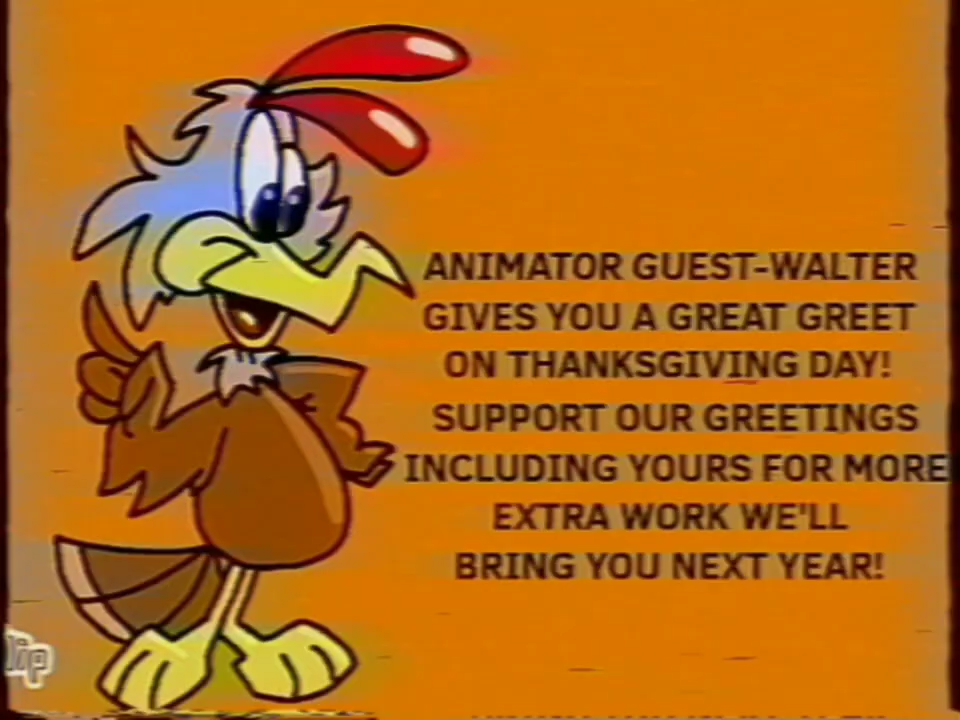 ANIMATOR GUEST-WALTER
GIVES YOU A GREAT GREET
ON THANKSGIVING DAY!
SUPPORT OUR GREETINGS
INCLUDING YOURS FOR MORE
EXTRA WORK WE'LL
BRING YOU NEXT YEAR!
lip